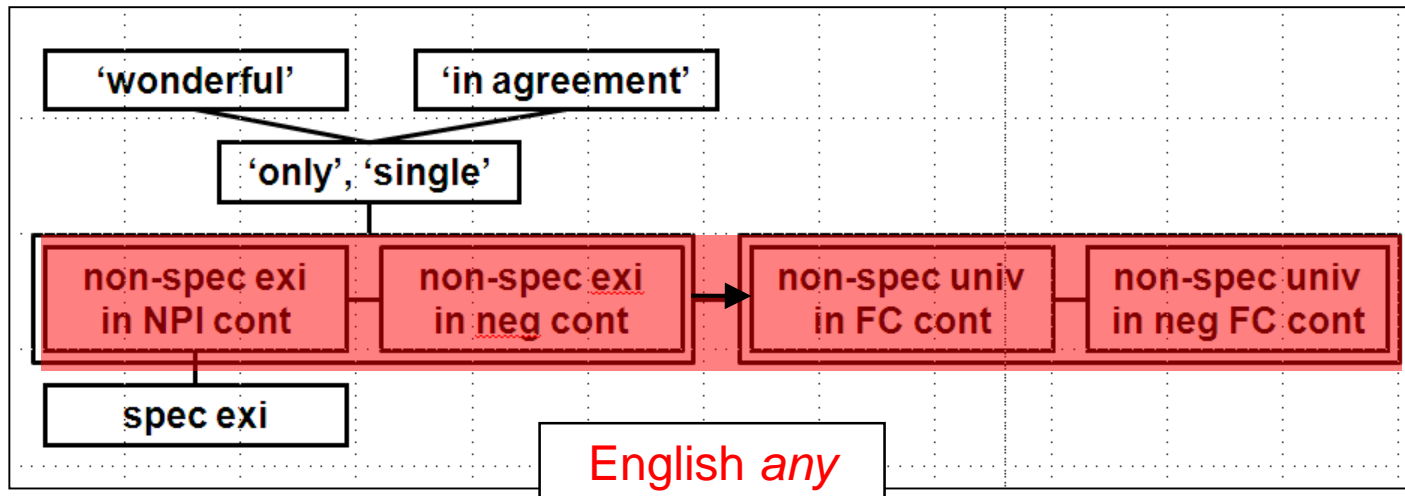 ‘wonderful’
‘in agreement’
‘only’, ‘single’
non-spec exi
in NPI cont
non-spec exi
in neg cont
non-spec univ
in FC cont
non-spec univ
in neg FC cont
spec exi
English any